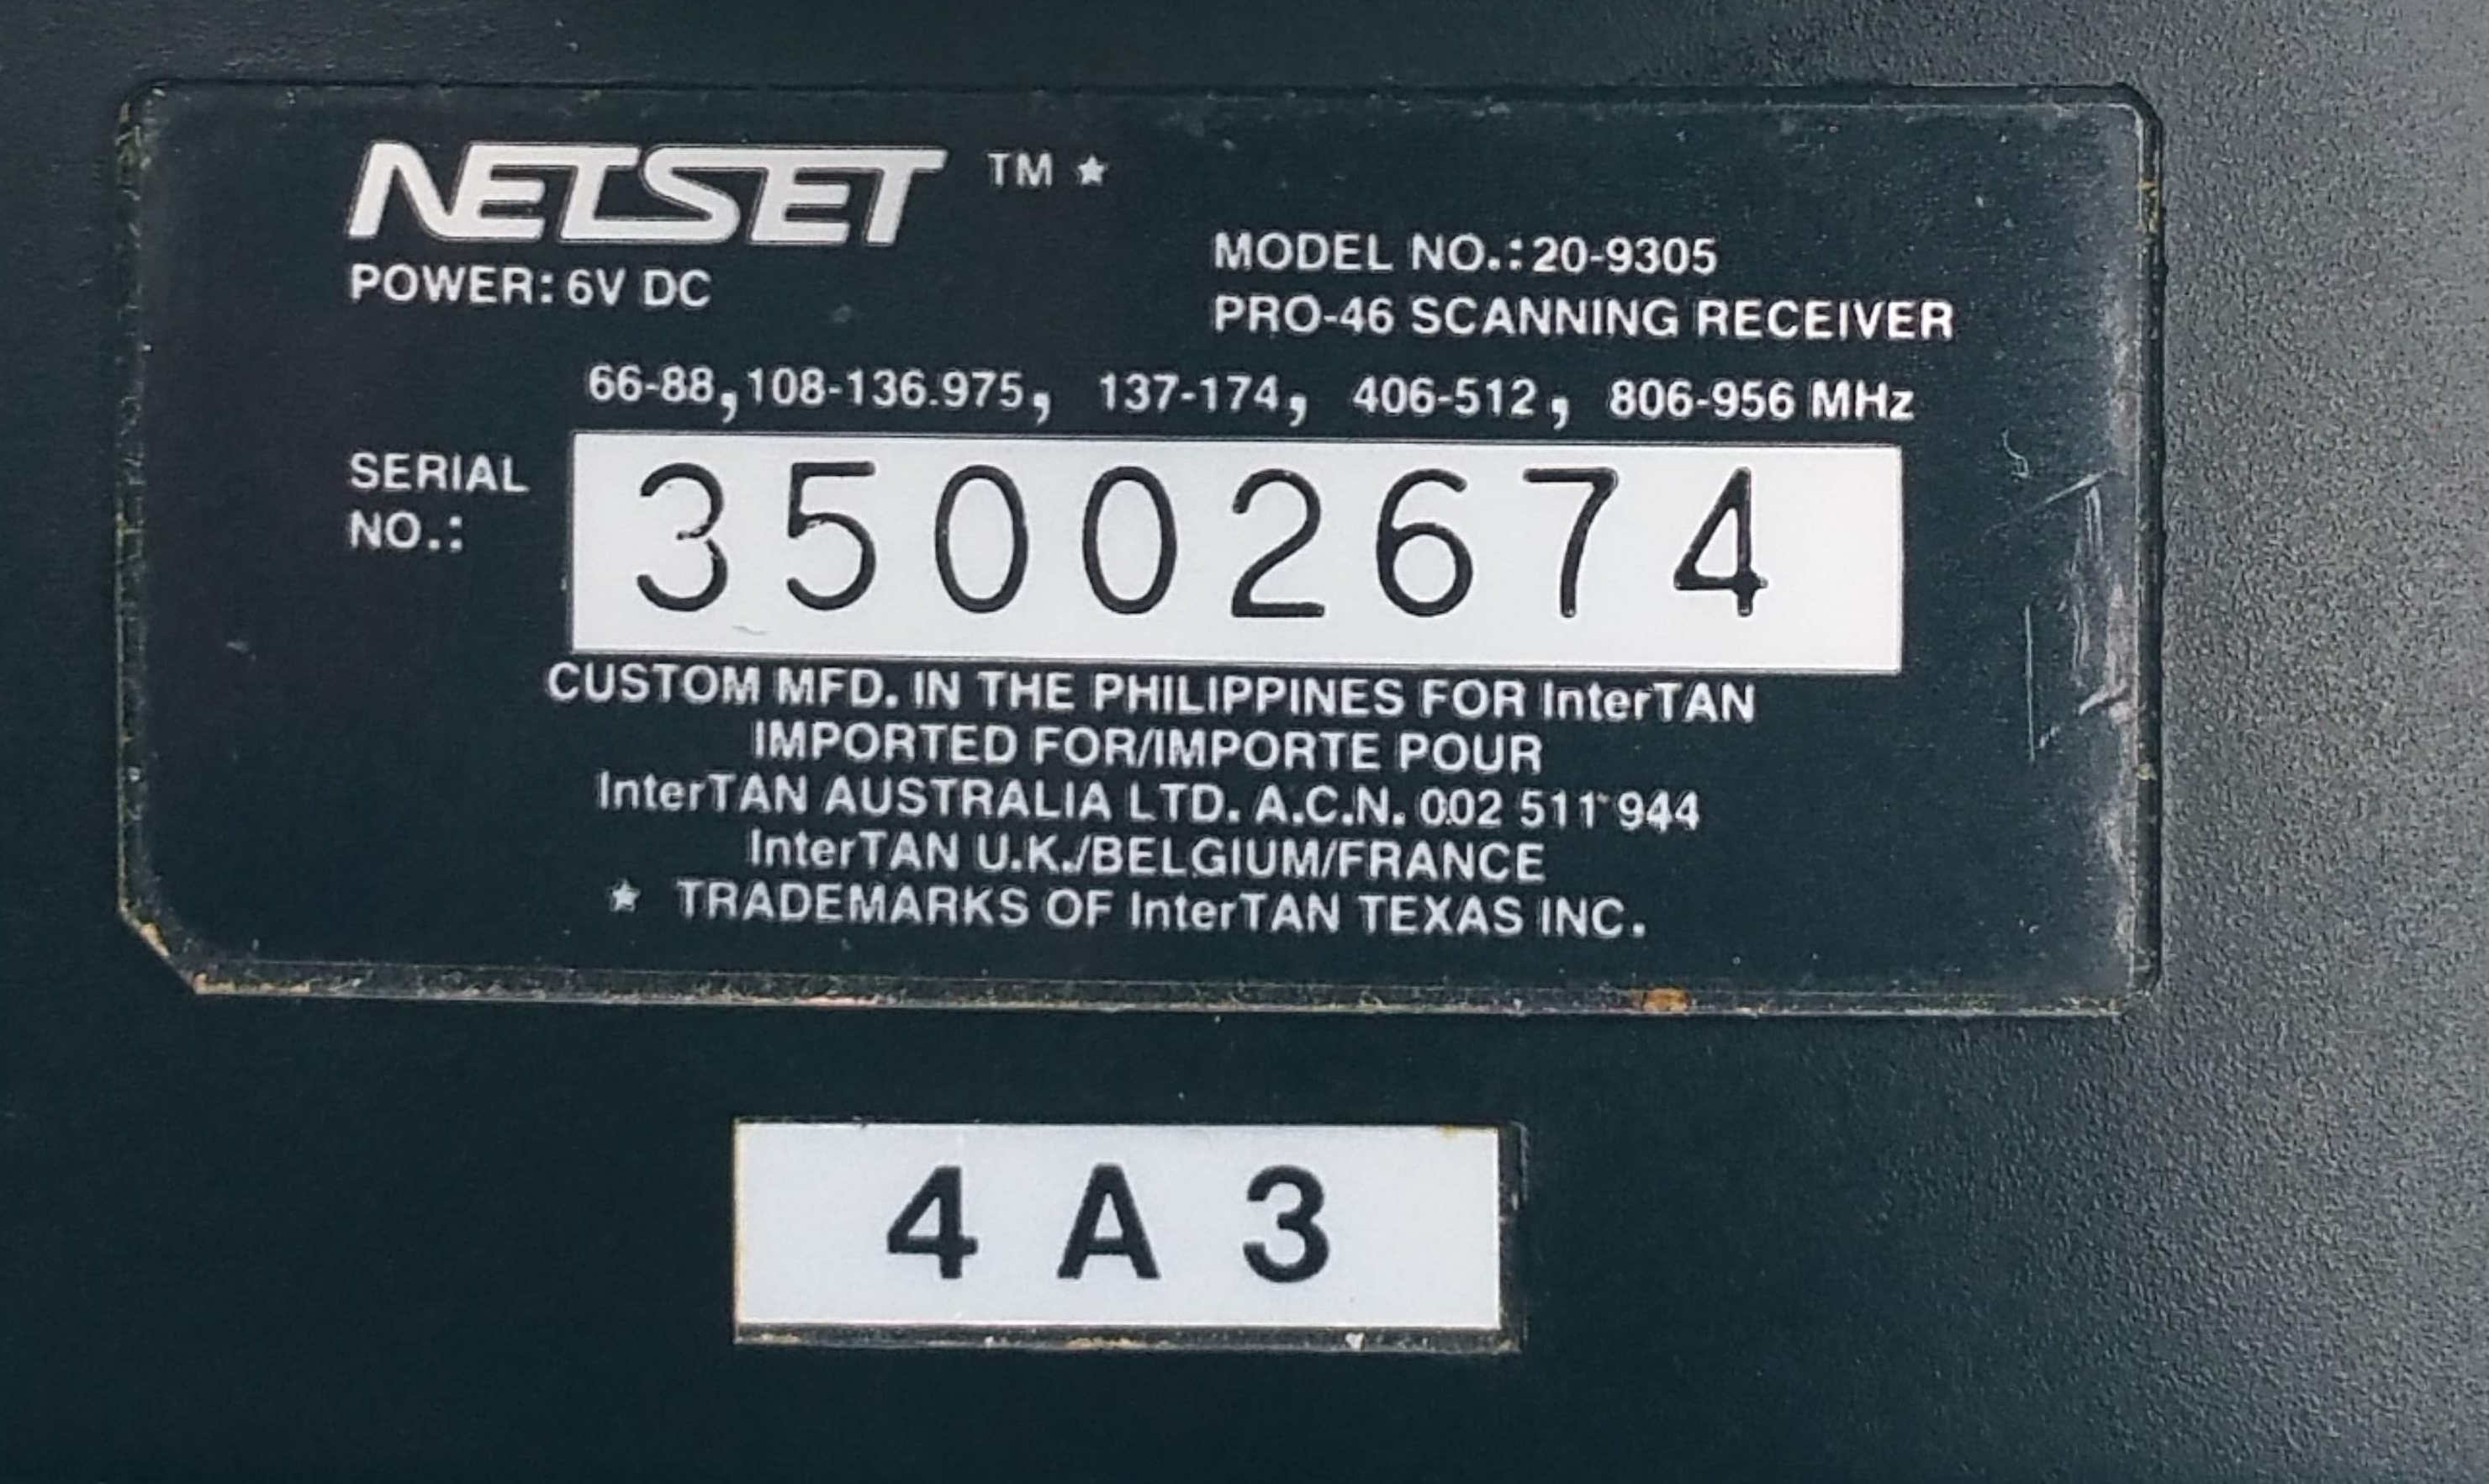 NETSET TM ★
POWER: 6V DC
MODEL NO.: 20-9305
PRO-46 SCANNING RECEIVER
66-88, 108-136.975, 137-174, 406-512, 806-956 MHz
SERIAL
NO.:
35002674
CUSTOM MFD. IN THE PHILIPPINES FOR InterTAN
IMPORTED FOR/IMPORTE POUR
InterTAN AUSTRALIA LTD. A.C.N. 002 511 944
InterTAN U.K./BELGIUM/FRANCE
★ TRADEMARKS OF InterTAN TEXAS INC.
4 A 3